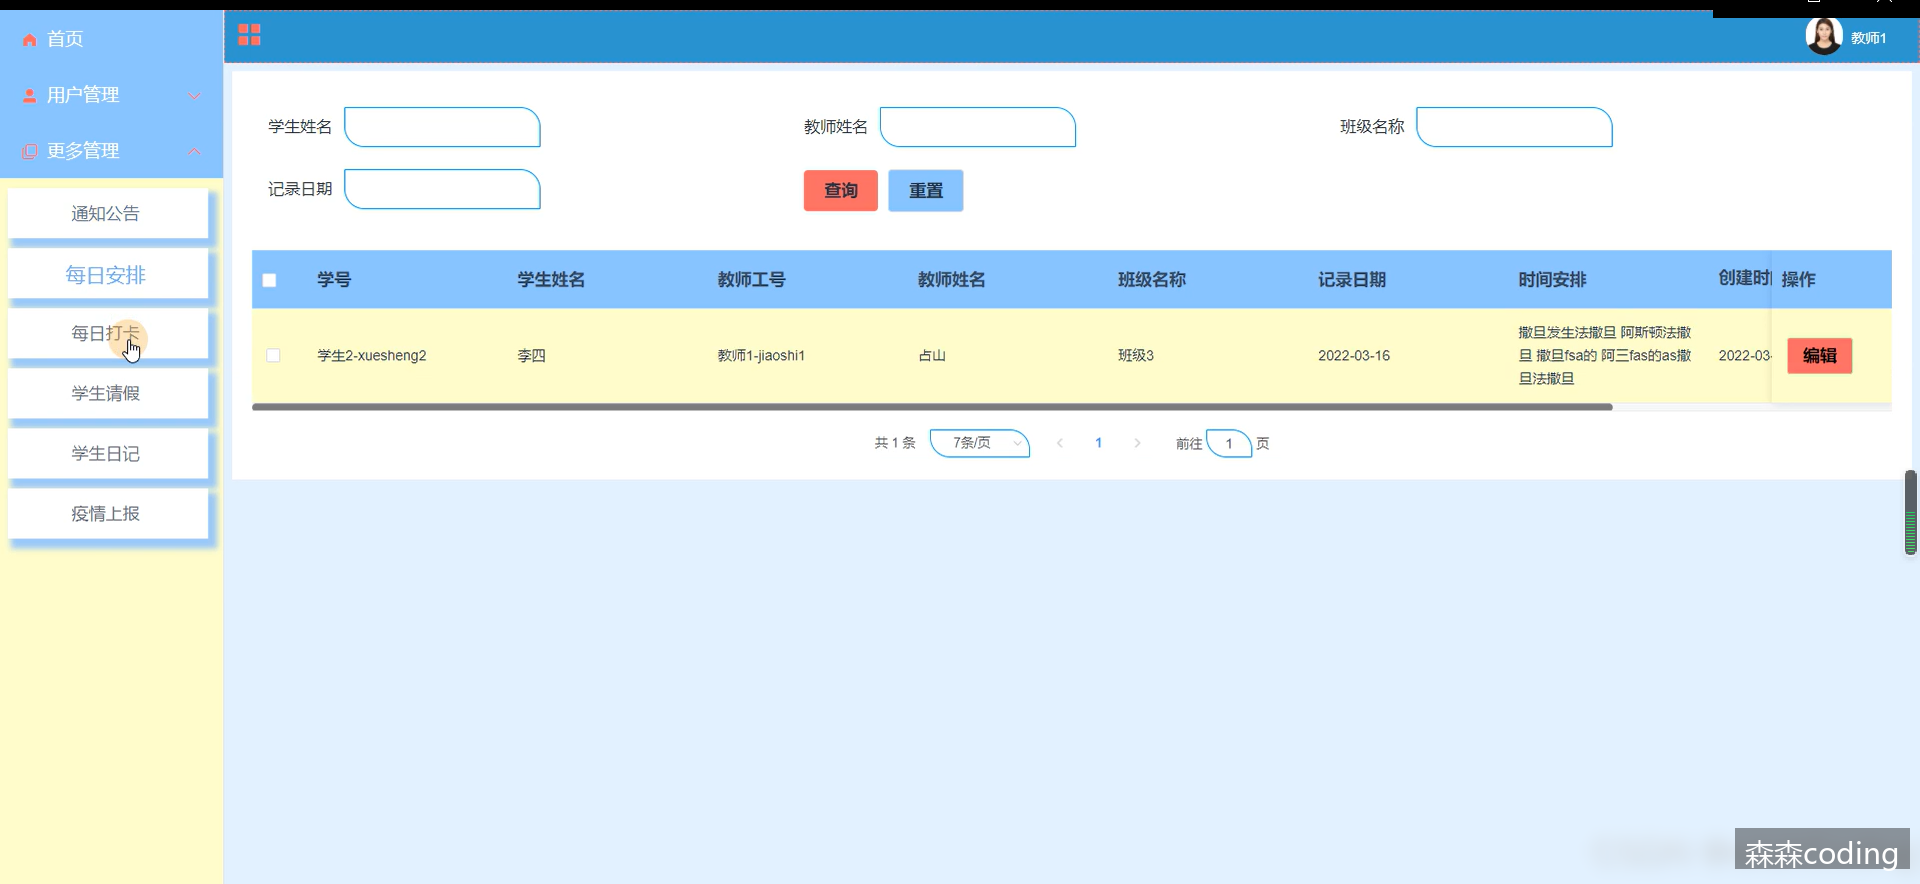 首页
教师1
用户管理
更多管理
通知公告
每日安排
每日打卡
学生请假
学生日记
疫情上报
学生姓名
教师姓名
班级名称
记录日期
查询
重置
学号 学生姓名 教师工号 教师姓名 班级名称 记录日期 时间安排 创建时 操作
学生2-xuesheng2 李四 教师1-jiaoshi1 占山 班级3 2022-03-16
撒旦发生法撒旦 阿斯顿法撒
旦 撒旦fsa的 阿三fas的as撒
旦法撒旦
2022-03-
编辑
共 1 条 7条/页 1 前往 1 页
森森coding